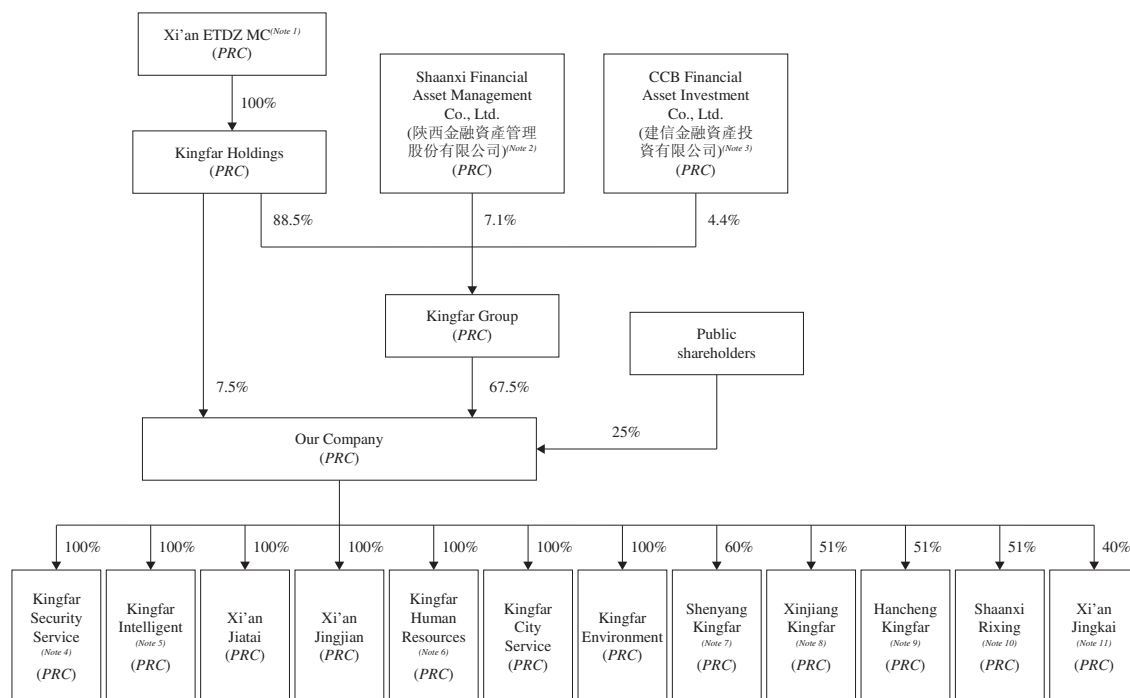 Xi'an ETDZ MC(Note 1)
(PRC)
100%
Kingfar Holdings
(PRC)
Shaanxi Financial
Asset Management
Co., Ltd.
(陝西金融資產管理
股份有限公司)(Note 2)
(PRC)
CCB Financial
Asset Investment
Co., Ltd.
(建信金融資產投
資有限公司)(Note 3)
(PRC)
88.5%
7.1%
4.4%
Kingfar Group
(PRC)
Public
shareholders
7.5%
67.5%
25%
Our Company
(PRC)
100%
100%
100%
100%
100%
100%
100%
60%
51%
51%
51%
40%
Kingfar
Security
Service
(Note 4)
(PRC)
Kingfar
Intelligent
(Note 5)
(PRC)
Xi'an
Jiatai
(PRC)
Xi'an
Jingjian
(PRC)
Kingfar
Human
Resources
(Note 6)
(PRC)
Kingfar
City
Service
(PRC)
Kingfar
Environment
(PRC)
Shenyang
Kingfar
(Note 7)
(PRC)
Xinjiang
Kingfar
(Note 8)
(PRC)
Hancheng
Kingfar
(Note 9)
(PRC)
Shaanxi
Rixing
(Note 10)
(PRC)
Xi'an
Jingkai
(Note 11)
(PRC)